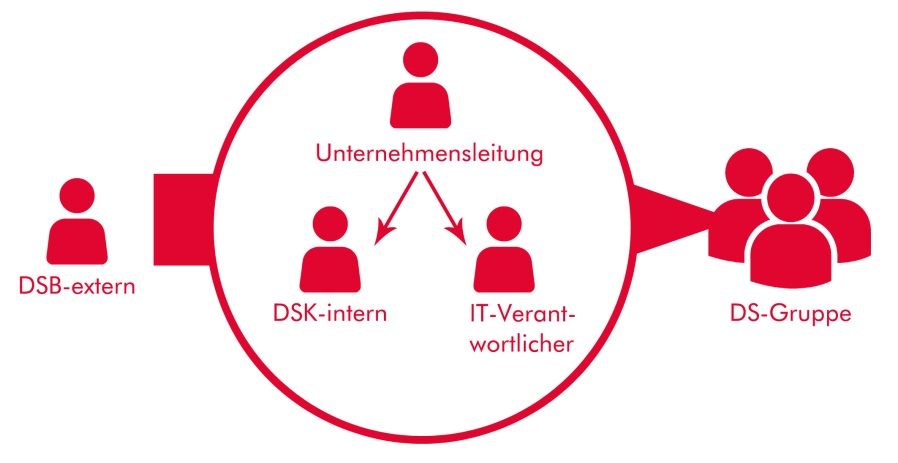 Unternehmensleitung
DSB-extern
DSK-intern
IT-Verant-
wortlicher
DS-Gruppe